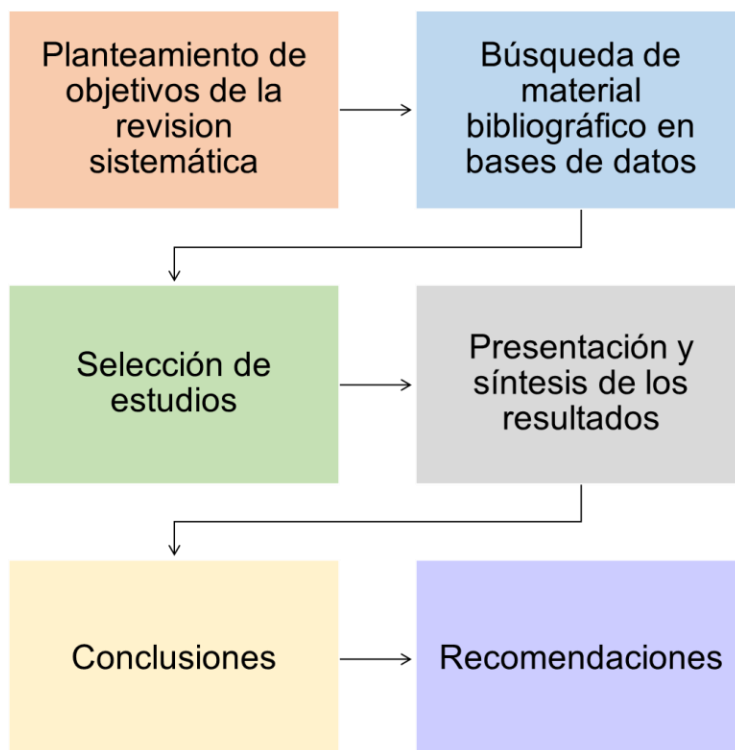 Planteamiento de
objetivos de la
revision
sistemática
Búsqueda de
material
bibliográfico en
bases de datos
Selección de
estudios
Presentación y
síntesis de los
resultados
Conclusiones
Recomendaciones